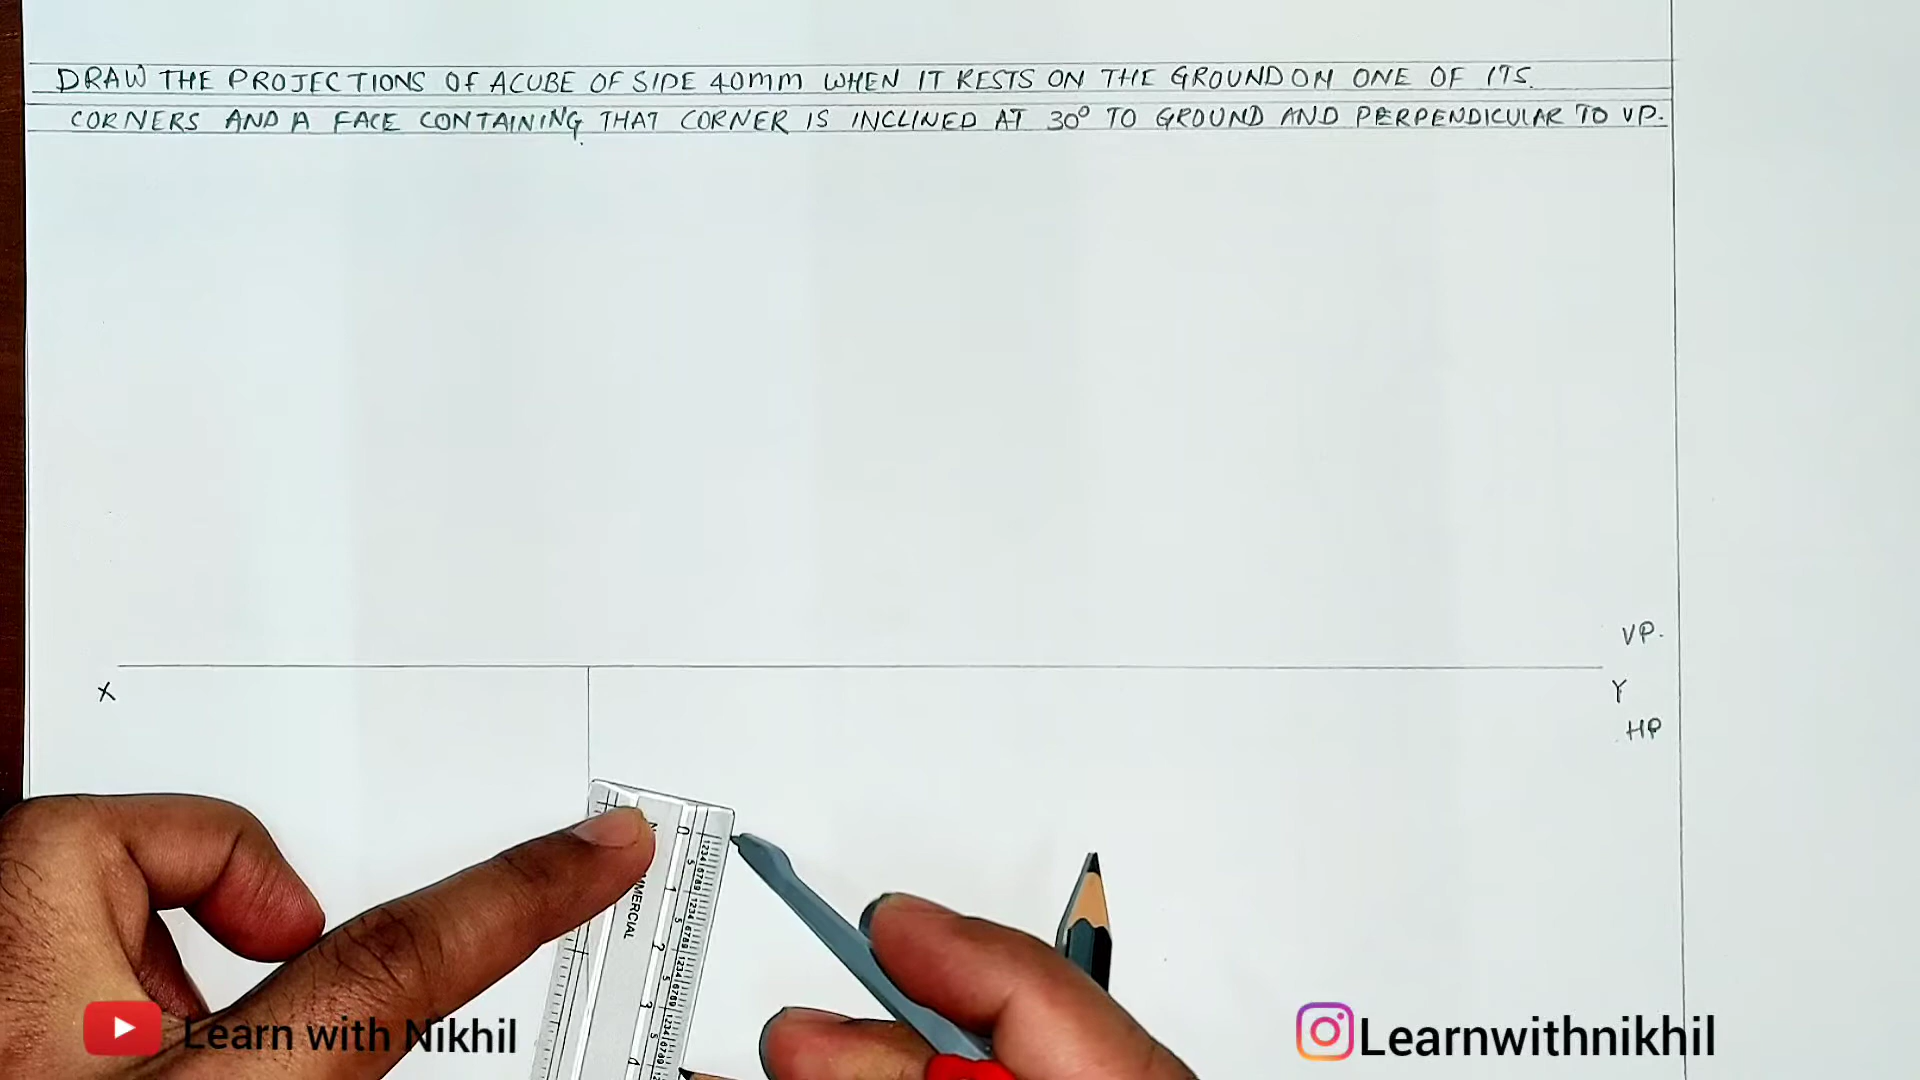 DRAW THE PROJECTIONS OF A CUBE OF SIDE 40mm WHEN IT RESTS ON THE GROUND ON ONE OF ITS.
CORNERS AND A FACE CONTAINING THAT CORNER IS INCLINED AT 30° TO GROUND AND PERPENDICULAR TO VP.
VP.
X
Y
HP
Learn with Nikhil
Learnwithnikhil